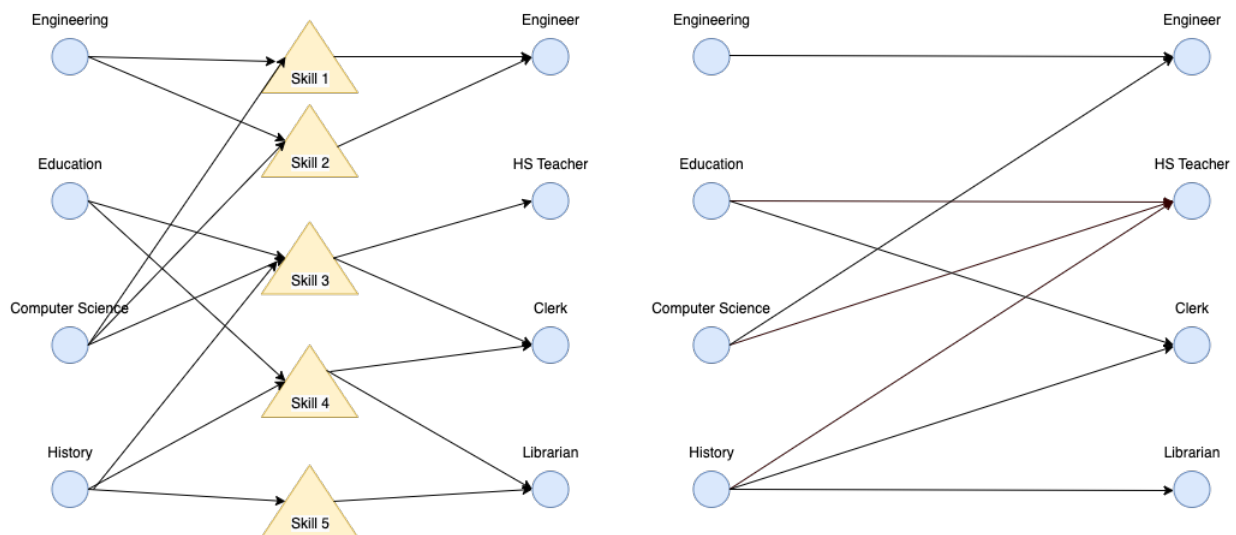 Engineering
Engineer
Skill 1
Education
Skill 2
HS Teacher
Skill 3
Computer Science
Clerk
Skill 4
History
Librarian
Skill 5
Engineering
Engineer
Education
HS Teacher
Computer Science
Clerk
History
Librarian